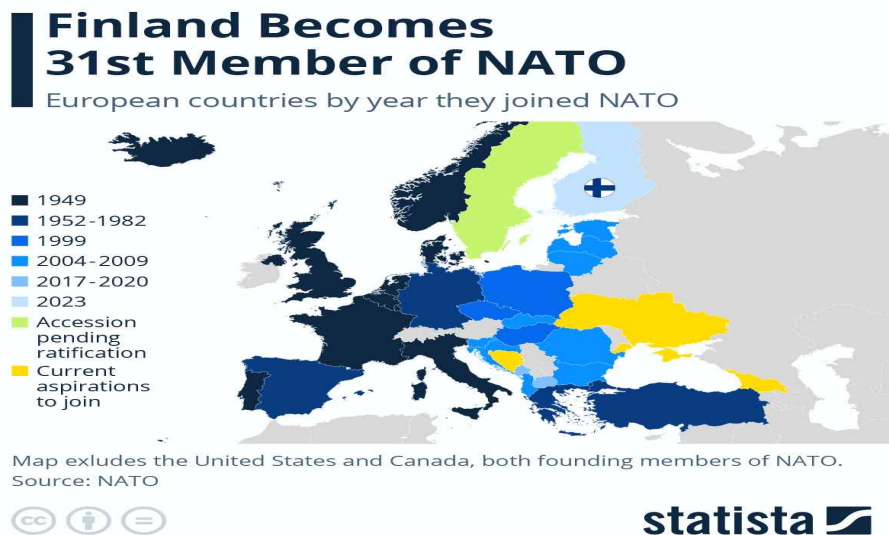 Finland Becomes
31st Member of NATO
European countries by year they joined NATO
1949
1952-1982
1999
2004-2009
2017-2020
2023
Accession
pending
ratification
Current
aspirations
to join
Map exludes the United States and Canada, both founding members of NATO.
Source: NATO
cc
statista